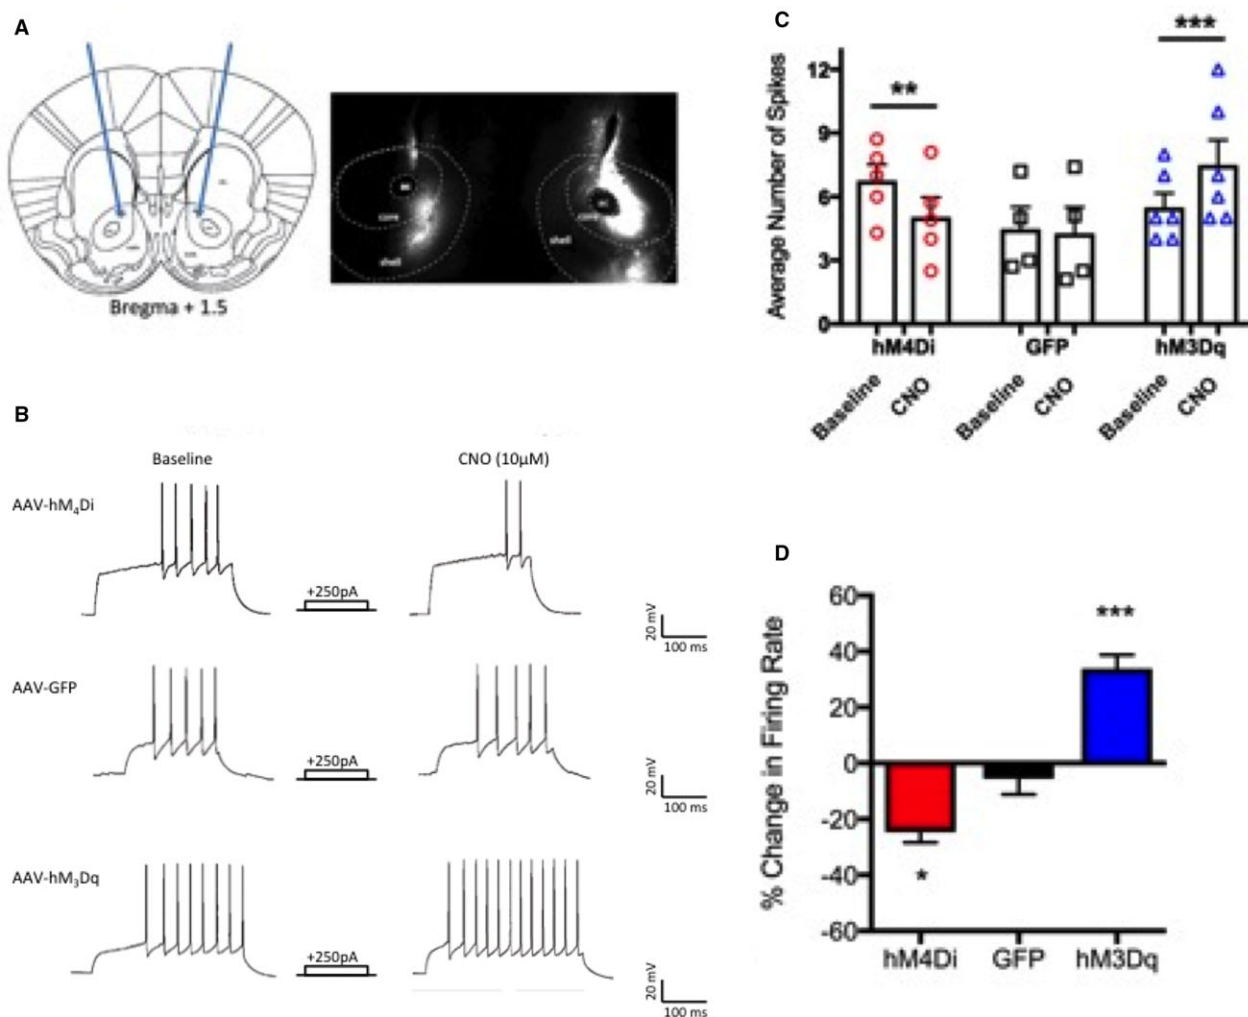 A
Bregma + 1.5
core
shell
core
shell
B
Baseline
CNO (10µM)
AAV-hM4Di
+250pA
20 mV
100 ms
AAV-GFP
+250pA
20 mV
100 ms
AAV-hM3Dq
+250pA
20 mV
100 ms
C
***
**
Average Number of Spikes
12
9
6
3
0
hM4Di
GFP
hM3Dq
Baseline
CNO
Baseline
CNO
Baseline
CNO
D
% Change in Firing Rate
60
40
20
0
-20
-40
-60
***
*
hM4Di
GFP
hM3Dq